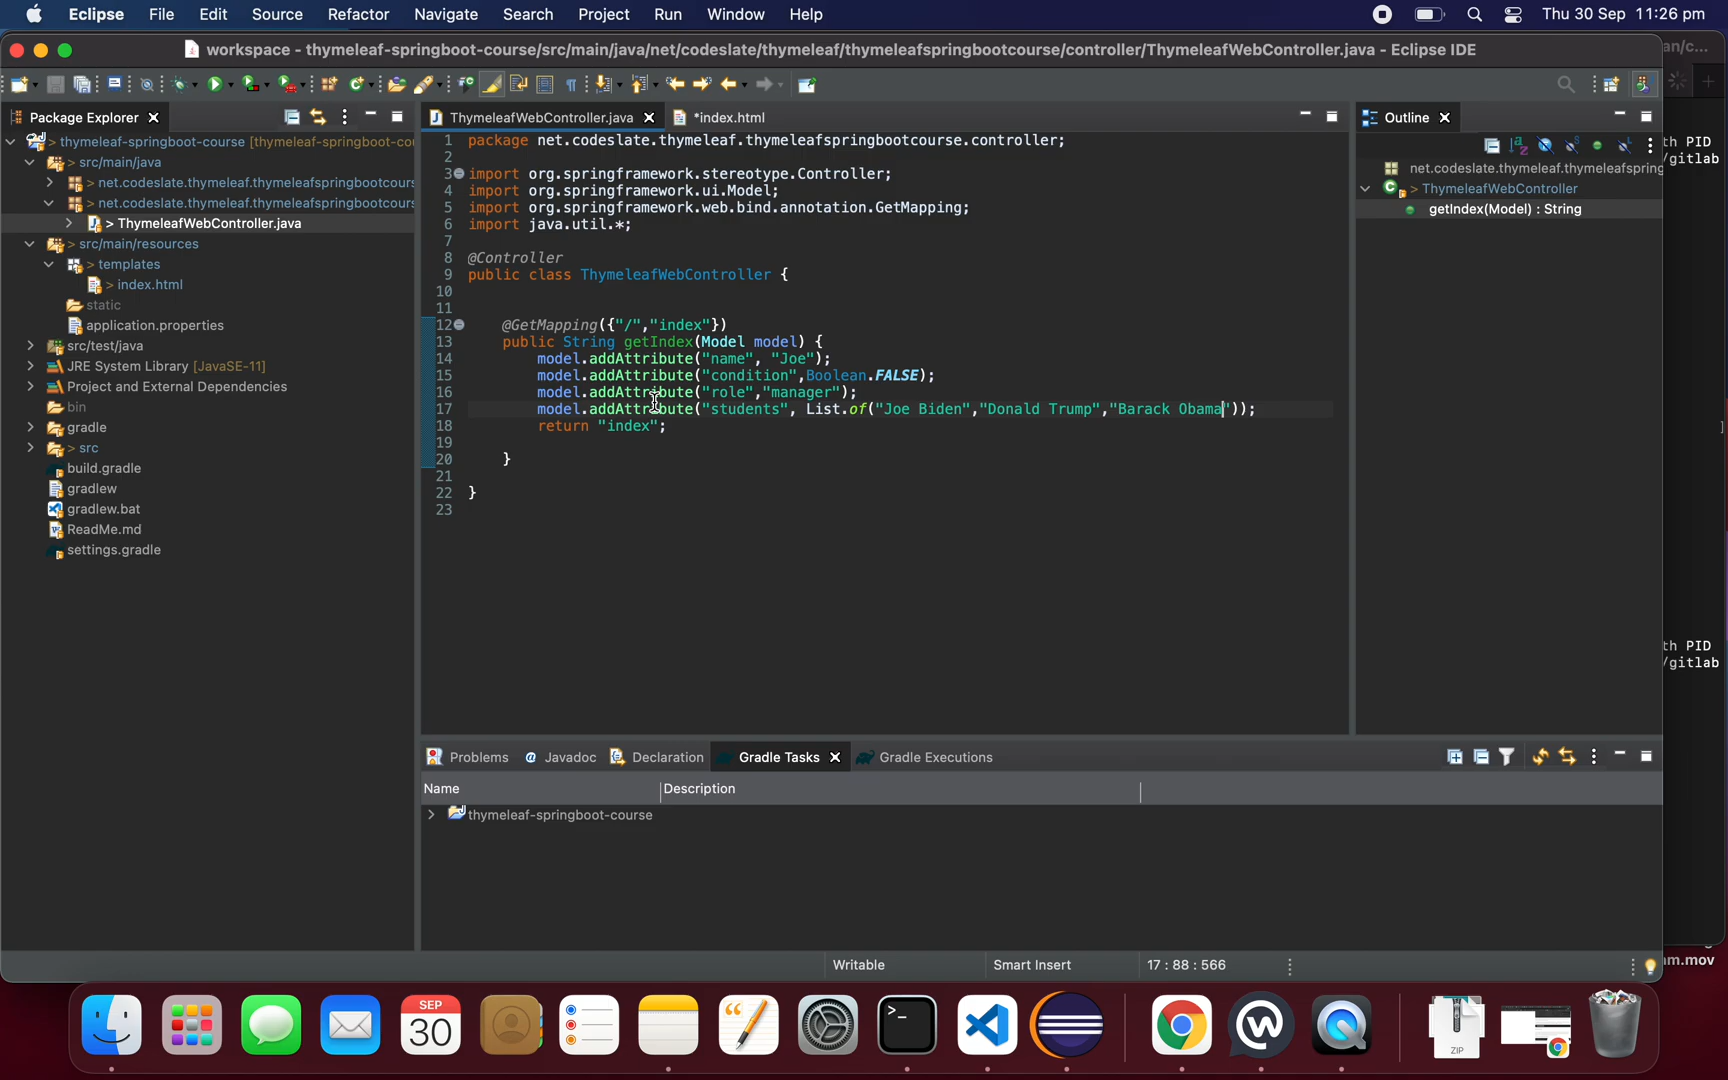 Eclipse File Edit Source Refactor Navigate Search Project Run Window Help Thu 30 Sep 11:26 pm
workspace - thymeleaf-springboot-course/src/main/java/net/codeslate/thymeleaf/thymeleafspringbootcourse/controller/ThymeleafWebController.java - Eclipse IDE
an/c...
Package Explorer
> thymeleaf-springboot-course [thymeleaf-springboot-cou
> src/main/java
> net.codeslate.thymeleaf.thymeleafspringbootcours
> net.codeslate.thymeleaf.thymeleafspringbootcours
> ThymeleafWebController.java
> src/main/resources
> templates
> index.html
static
application.properties
src/test/java
JRE System Library [JavaSE-11]
Project and External Dependencies
bin
gradle
> src
build.gradle
gradlew
gradlew.bat
ReadMe.md
settings.gradle
ThymeleafWebController.java *index.html
1 package net.codeslate.thymeleaf.thymeleafspringbootcourse.controller;
2
3 import org.springframework.stereotype.Controller;
4 import org.springframework.ui.Model;
5 import org.springframework.web.bind.annotation.GetMapping;
6 import java.util.*;
7
8 @Controller
9 public class ThymeleafWebController {
10
11
12 @GetMapping({"/","index"})
13 public String getIndex(Model model) {
14 model.addAttribute("name", "Joe");
15 model.addAttribute("condition",Boolean.FALSE);
16 model.addAttribute("role","manager");
17 model.addAttribute("students", List.of("Joe Biden","Donald Trump","Barack Obama"));
18 return "index";
19
20 }
21
22 }
23
Outline
net.codeslate.thymeleaf.thymeleafspring
> ThymeleafWebController
getIndex(Model) : String
th PID
/gitlab
th PID
/gitlab
m.mov
Problems @ Javadoc Declaration Gradle Tasks Gradle Executions
Name Description
thymeleaf-springboot-course
Writable Smart Insert 17 : 88 : 566
SEP
30
ZIP